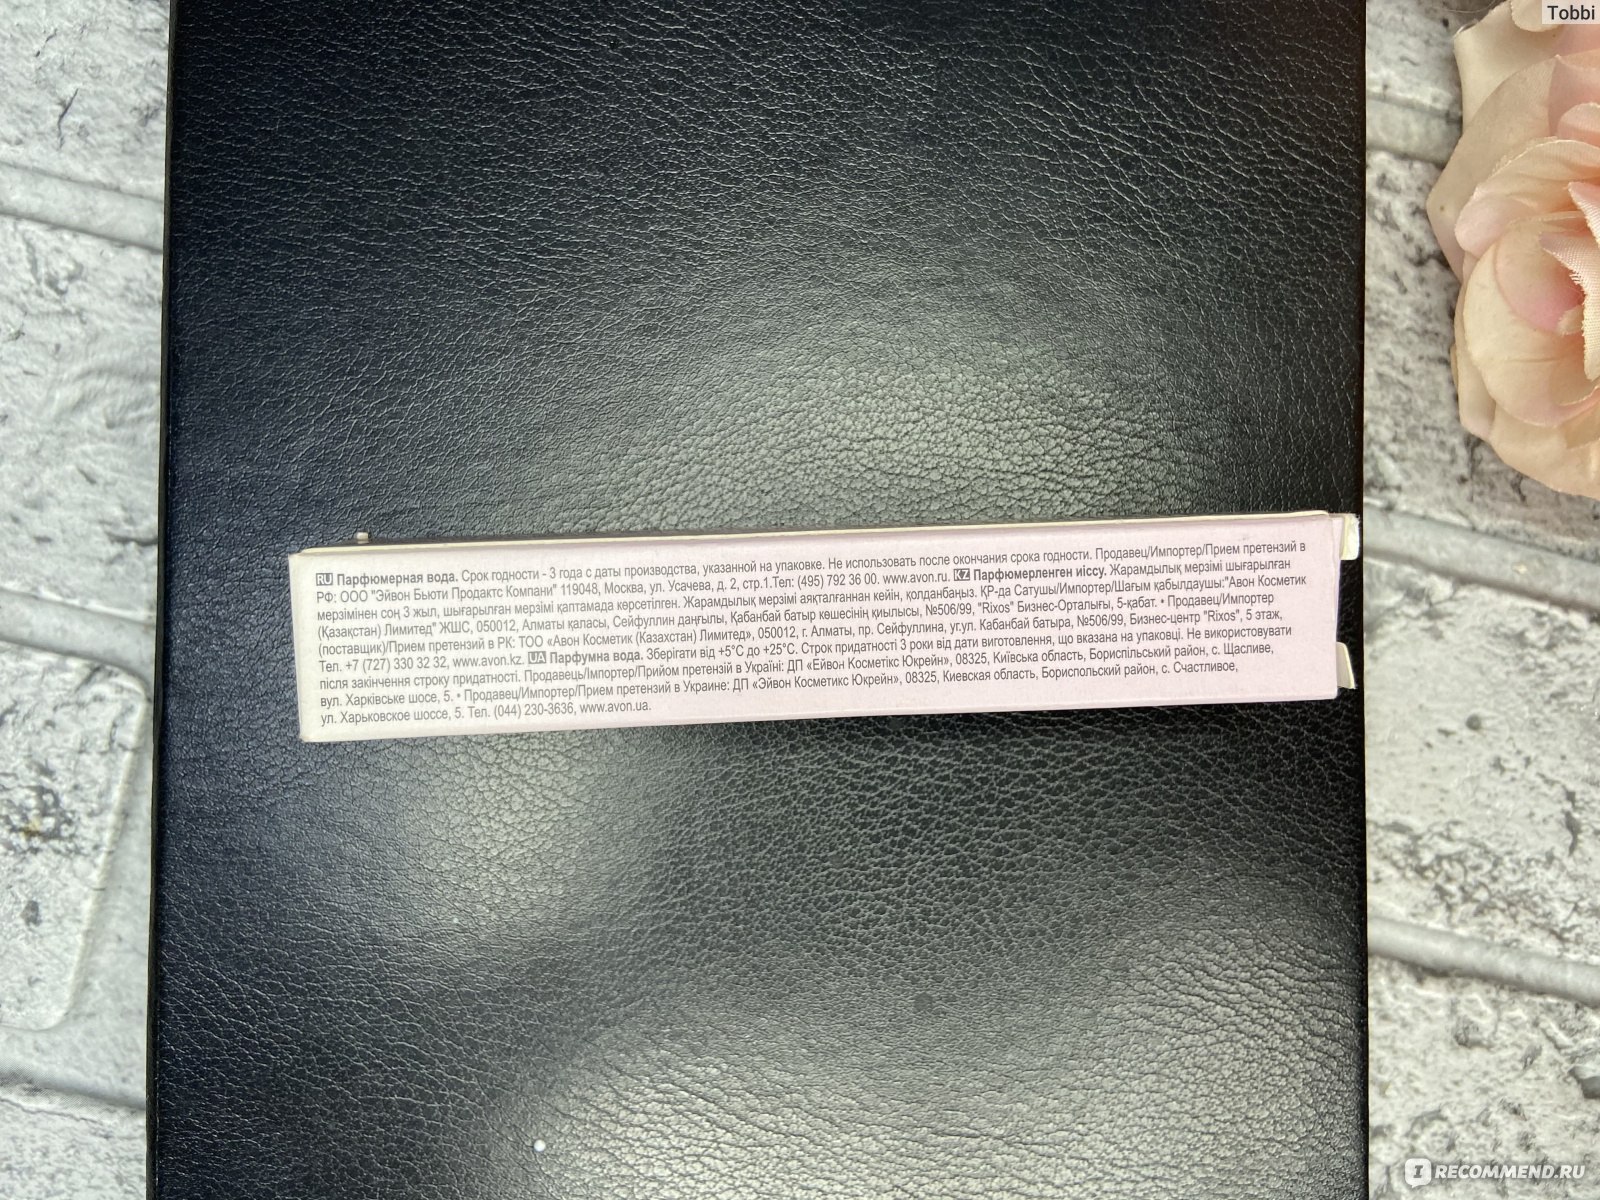 Tobbi
RU Парфюмерная вода. Срок годности - 3 года с даты производства, указанной на упаковке. Не использовать после окончания срока годности. Продавец/Импортер/Прием претензий в
РФ: ООО "Эйвон Бьюти Продактс Компани" 119048, Москва, ул. Усачева, д. 2, стр.1.Тел: (495) 792 36 00. www.avon.ru. KZ Парфюмерленген иіссу. Жарамдылық мерзімі шығарылған
мерзімінен соң 3 жыл, шығарылған мерзімі қаптамада көрсетілген. Жарамдылық мерзімі аяқталғаннан кейін, қолданбаңыз. ҚР-да Сатушы/Импортер/Шағым қабылдаушы:"Авон Косметик
(Қазақстан) Лимитед" ЖШС, 050012, Алматы қаласы, Сейфуллин даңғылы, Қабанбай батыр көшесінің қиылысы, №506/99, "Rixos" Бизнес-Орталығы, 5-қабат. • Продавец/Импортер
(поставщик)/Прием претензий в РК: ТОО «Авон Косметик (Казахстан) Лимитед», 050012, г. Алматы, пр. Сейфуллина, уг.ул. Кабанбай батыра, №506/99, Бизнес-центр "Rixos", 5 этаж,
Тел. +7 (727) 330 32 32, www.avon.kz. UA Парфумна вода. Зберігати від +5°C до +25°C. Строк придатності 3 роки від дати виготовлення, що вказана на упаковці. Не використовувати
після закінчення строку придатності. Продавець/Імпортер/Прийом претензій в Україні: ДП «Ейвон Косметікс Юкрейн», 08325, Київська область, Бориспільський район, с. Щасливе,
вул. Харківське шосе, 5. • Продавец/Импортер/Прием претензий в Украине: ДП «Эйвон Косметикс Юкрейн», 08325, Киевская область, Бориспольский район, с. Счастливое,
ул. Харьковское шоссе, 5. Тел. (044) 230-3636, www.avon.ua.
I RECOMMEND.RU